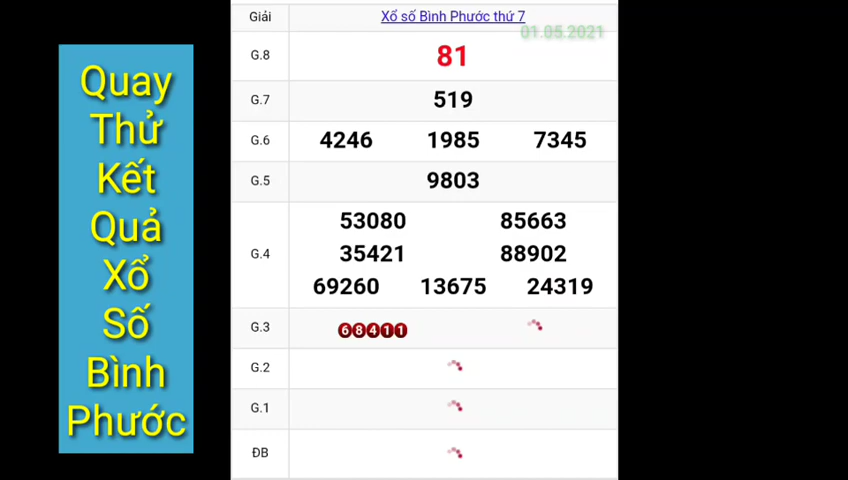 Quay
Thử
Kết
Quả
Xổ
Số
Bình
Phước
Giải Xổ số Bình Phước thứ 7
01.05.2021
G.8 81
G.7 519
G.6 4246 1985 7345
G.5 9803
G.4 53080 85663
35421 88902
69260 13675 24319
G.3 68411
G.2
G.1
ĐB